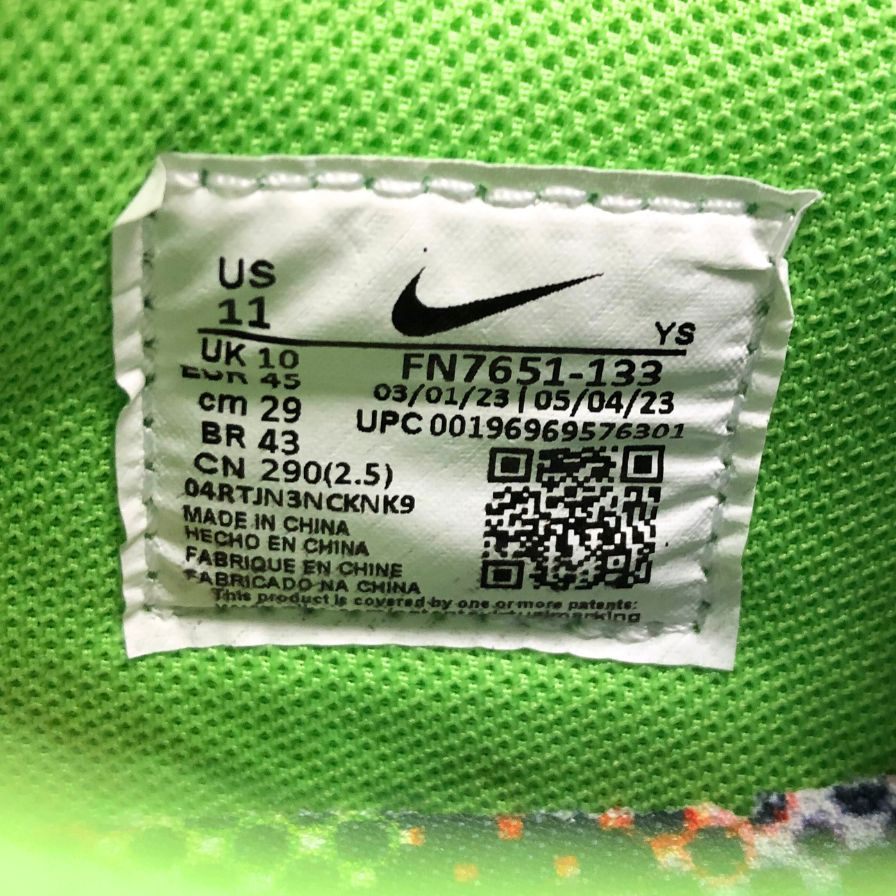 US
11
YS
UK 10
EUR 45
cm 29
BR 43
CN 290(2.5)
FN7651-133
03/01/23 | 05/04/23
UPC 00196969576301
04RTJN3NCKNK9
MADE IN CHINA
HECHO EN CHINA
FABRIQUE EN CHINE
FABRICADO NA CHINA
This product is covered by one or more patents: